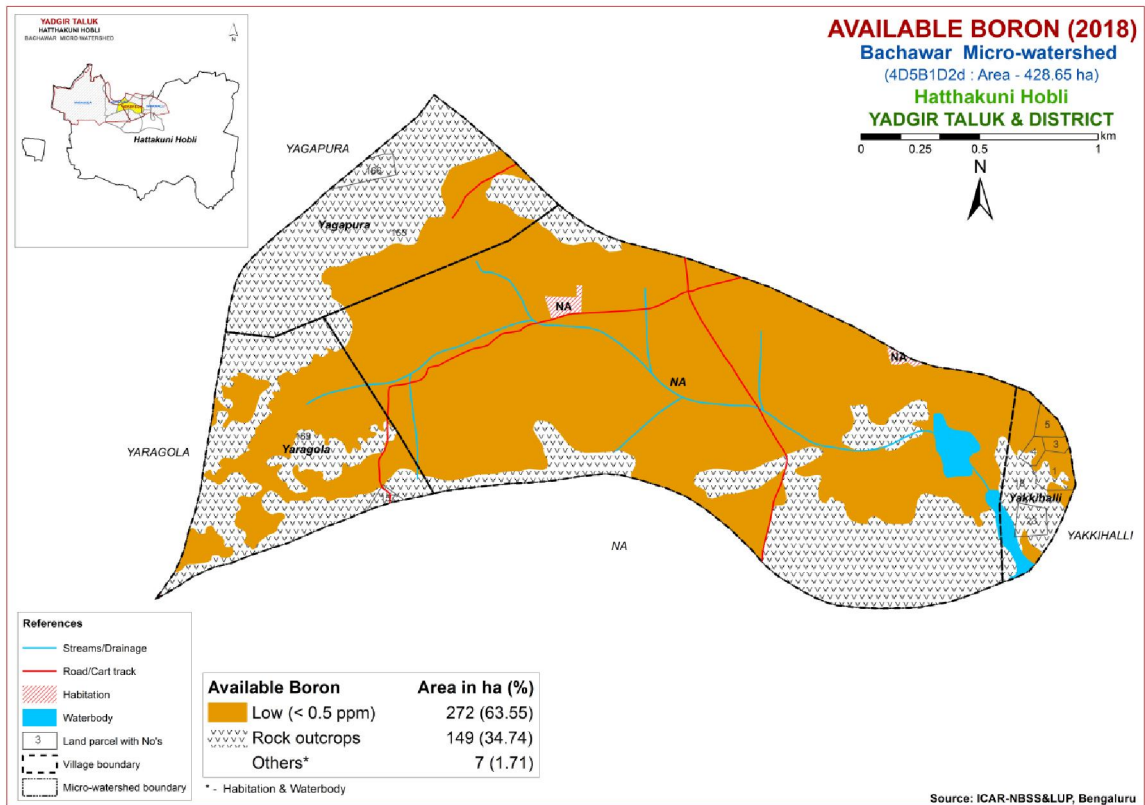 YADGIR TALUK
HATTHAKUNI HOBLI
BACHAWAR MICRO WATERSHED
N
Hattakuni Hobli
AVAILABLE BORON (2018)
Bachawar Micro-watershed
(4D5B1D2d : Area - 428.65 ha)
Hatthakuni Hobli
YADGIR TALUK & DISTRICT
km
0 0.25 0.5 1
N
YAGAPURA
166
Yagapura
165
NA
NA
NA
YARAGOLA
169
Yaragola
5
3
4
1
Yakkihalli
23
YAKKIHALLI
NA
References
Streams/Drainage
Road/Cart track
Habitation
Waterbody
3 Land parcel with No's
Village boundary
Micro-watershed boundary
Available Boron Area in ha (%)
Low (< 0.5 ppm) 272 (63.55)
Rock outcrops 149 (34.74)
Others* 7 (1.71)
* - Habitation & Waterbody
Source: ICAR-NBSS&LUP, Bengaluru